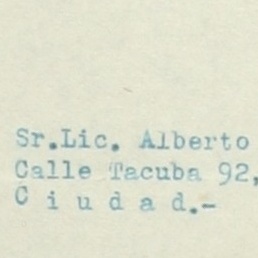 Sr.Lic. Alberto
Calle Tacuba 92,
C i u d a d.-